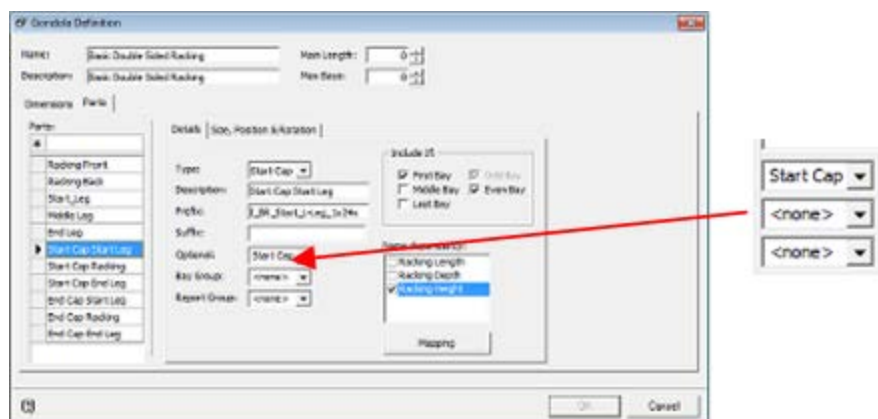 Gondola Definition
Name: Basic Double Sided Racking Main Length: 0
Description: Basic Double Sided Racking Max Bays: 0
Dimensions Parts
Parts:
Details Size, Position & Rotation
Racking Front
Racking Back
Start_Leg
Middle Leg
End Leg
Start Cap Start Leg
Start Cap Racking
Start Cap End Leg
End Cap Start Leg
End Cap Racking
End Cap End Leg
Type: Start Cap
Description: Start Cap Start Leg
Prefix:
Suffix:
Optional: Start Cap
Bay Group: <none>
Report Group: <none>
Include If:
First Bay Odd Bay
Middle Bay Even Bay
Last Bay
Racking Length
Racking Depth
Racking Height
Mapping
OK Cancel
Start Cap
<none>
<none>